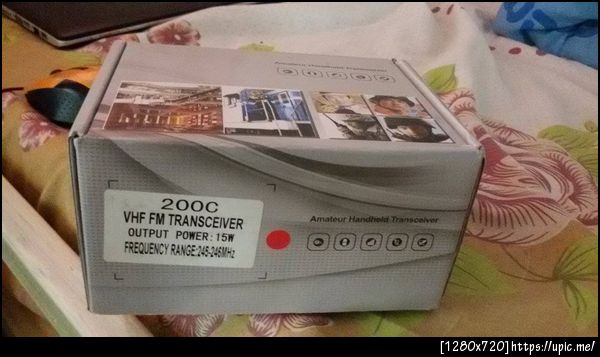 Amateur Handheld Transceiver
200C
VHF FM TRANSCEIVER
OUTPUT POWER: 15W
FREQUENCY RANGE:245-246MHz
Amateur Handheld Transceiver
[1280x720]https://upic.me/